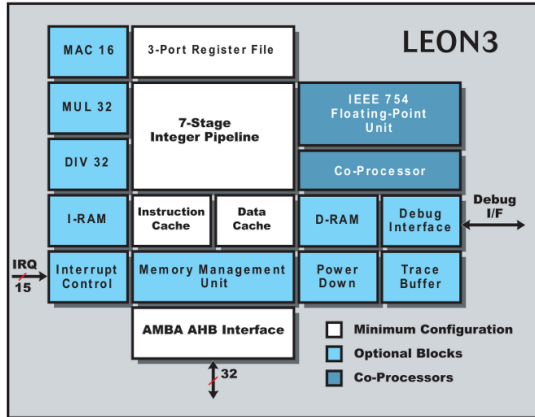 LEON3
MAC 16
3-Port Register File
MUL 32
7-Stage
Integer Pipeline
IEEE 754
Floating-Point
Unit
DIV 32
Co-Processor
I-RAM
Instruction
Cache
Data
Cache
D-RAM
Debug
Interface
Debug
I/F
IRQ
15
Interrupt
Control
Memory Management
Unit
Power
Down
Trace
Buffer
AMBA AHB Interface
32
Minimum Configuration
Optional Blocks
Co-Processors